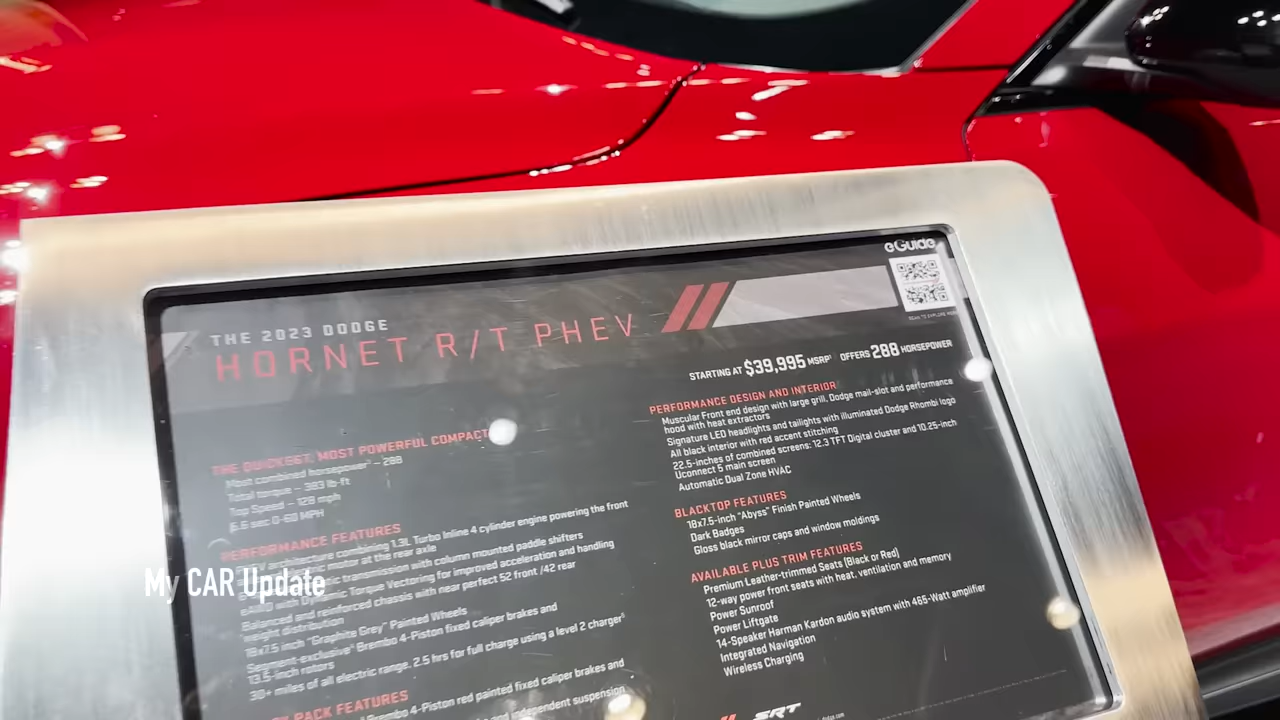 eGuide
SCAN TO EXPLORE MORE
THE 2023 DODGE
HORNET R/T PHEV
STARTING AT $39,995 MSRP¹ OFFERS 288 HORSEPOWER
THE QUICKEST, MOST POWERFUL COMPACT
Most combined horsepower – 288
Total torque – 383 lb-ft
Top Speed – 128 mph
6.6 sec 0-60 MPH
PERFORMANCE FEATURES
architecture combining 1.3L Turbo Inline 4 cylinder engine powering the front
motor at the rear axle
transmission with column mounted paddle shifters
eAWD with Dynamic Torque Vectoring for improved acceleration and handling
Balanced and reinforced chassis with near perfect 52 front /42 rear
weight distribution
18x7.5 inch "Graphite Grey" Painted Wheels
Segment-exclusive Brembo 4-Piston fixed caliper brakes and
13.5-inch rotors
30+ miles of all electric range. 2.5 hrs for full charge using a level 2 charger
PACK FEATURES
Brembo 4-Piston red painted fixed caliper brakes and
independent suspension
PERFORMANCE DESIGN AND INTERIOR
Muscular Front end design with large grill, Dodge mail-slot and performance
hood with heat extractors
Signature LED headlights and tailights with illuminated Dodge Rhombi logo
All black interior with red accent stitching
22.5-inches of combined screens: 12.3 TFT Digital cluster and 10.25-inch
Uconnect 5 main screen
Automatic Dual Zone HVAC
BLACKTOP FEATURES
18x7.5-inch "Abyss" Finish Painted Wheels
Dark Badges
Gloss black mirror caps and window moldings
AVAILABLE PLUS TRIM FEATURES
Premium Leather-trimmed Seats (Black or Red)
12-way power front seats with heat, ventilation and memory
Power Sunroof
Power Liftgate
14-Speaker Harman Kardon audio system with 465-Watt amplifier
Integrated Navigation
Wireless Charging
SRT
My CAR Update